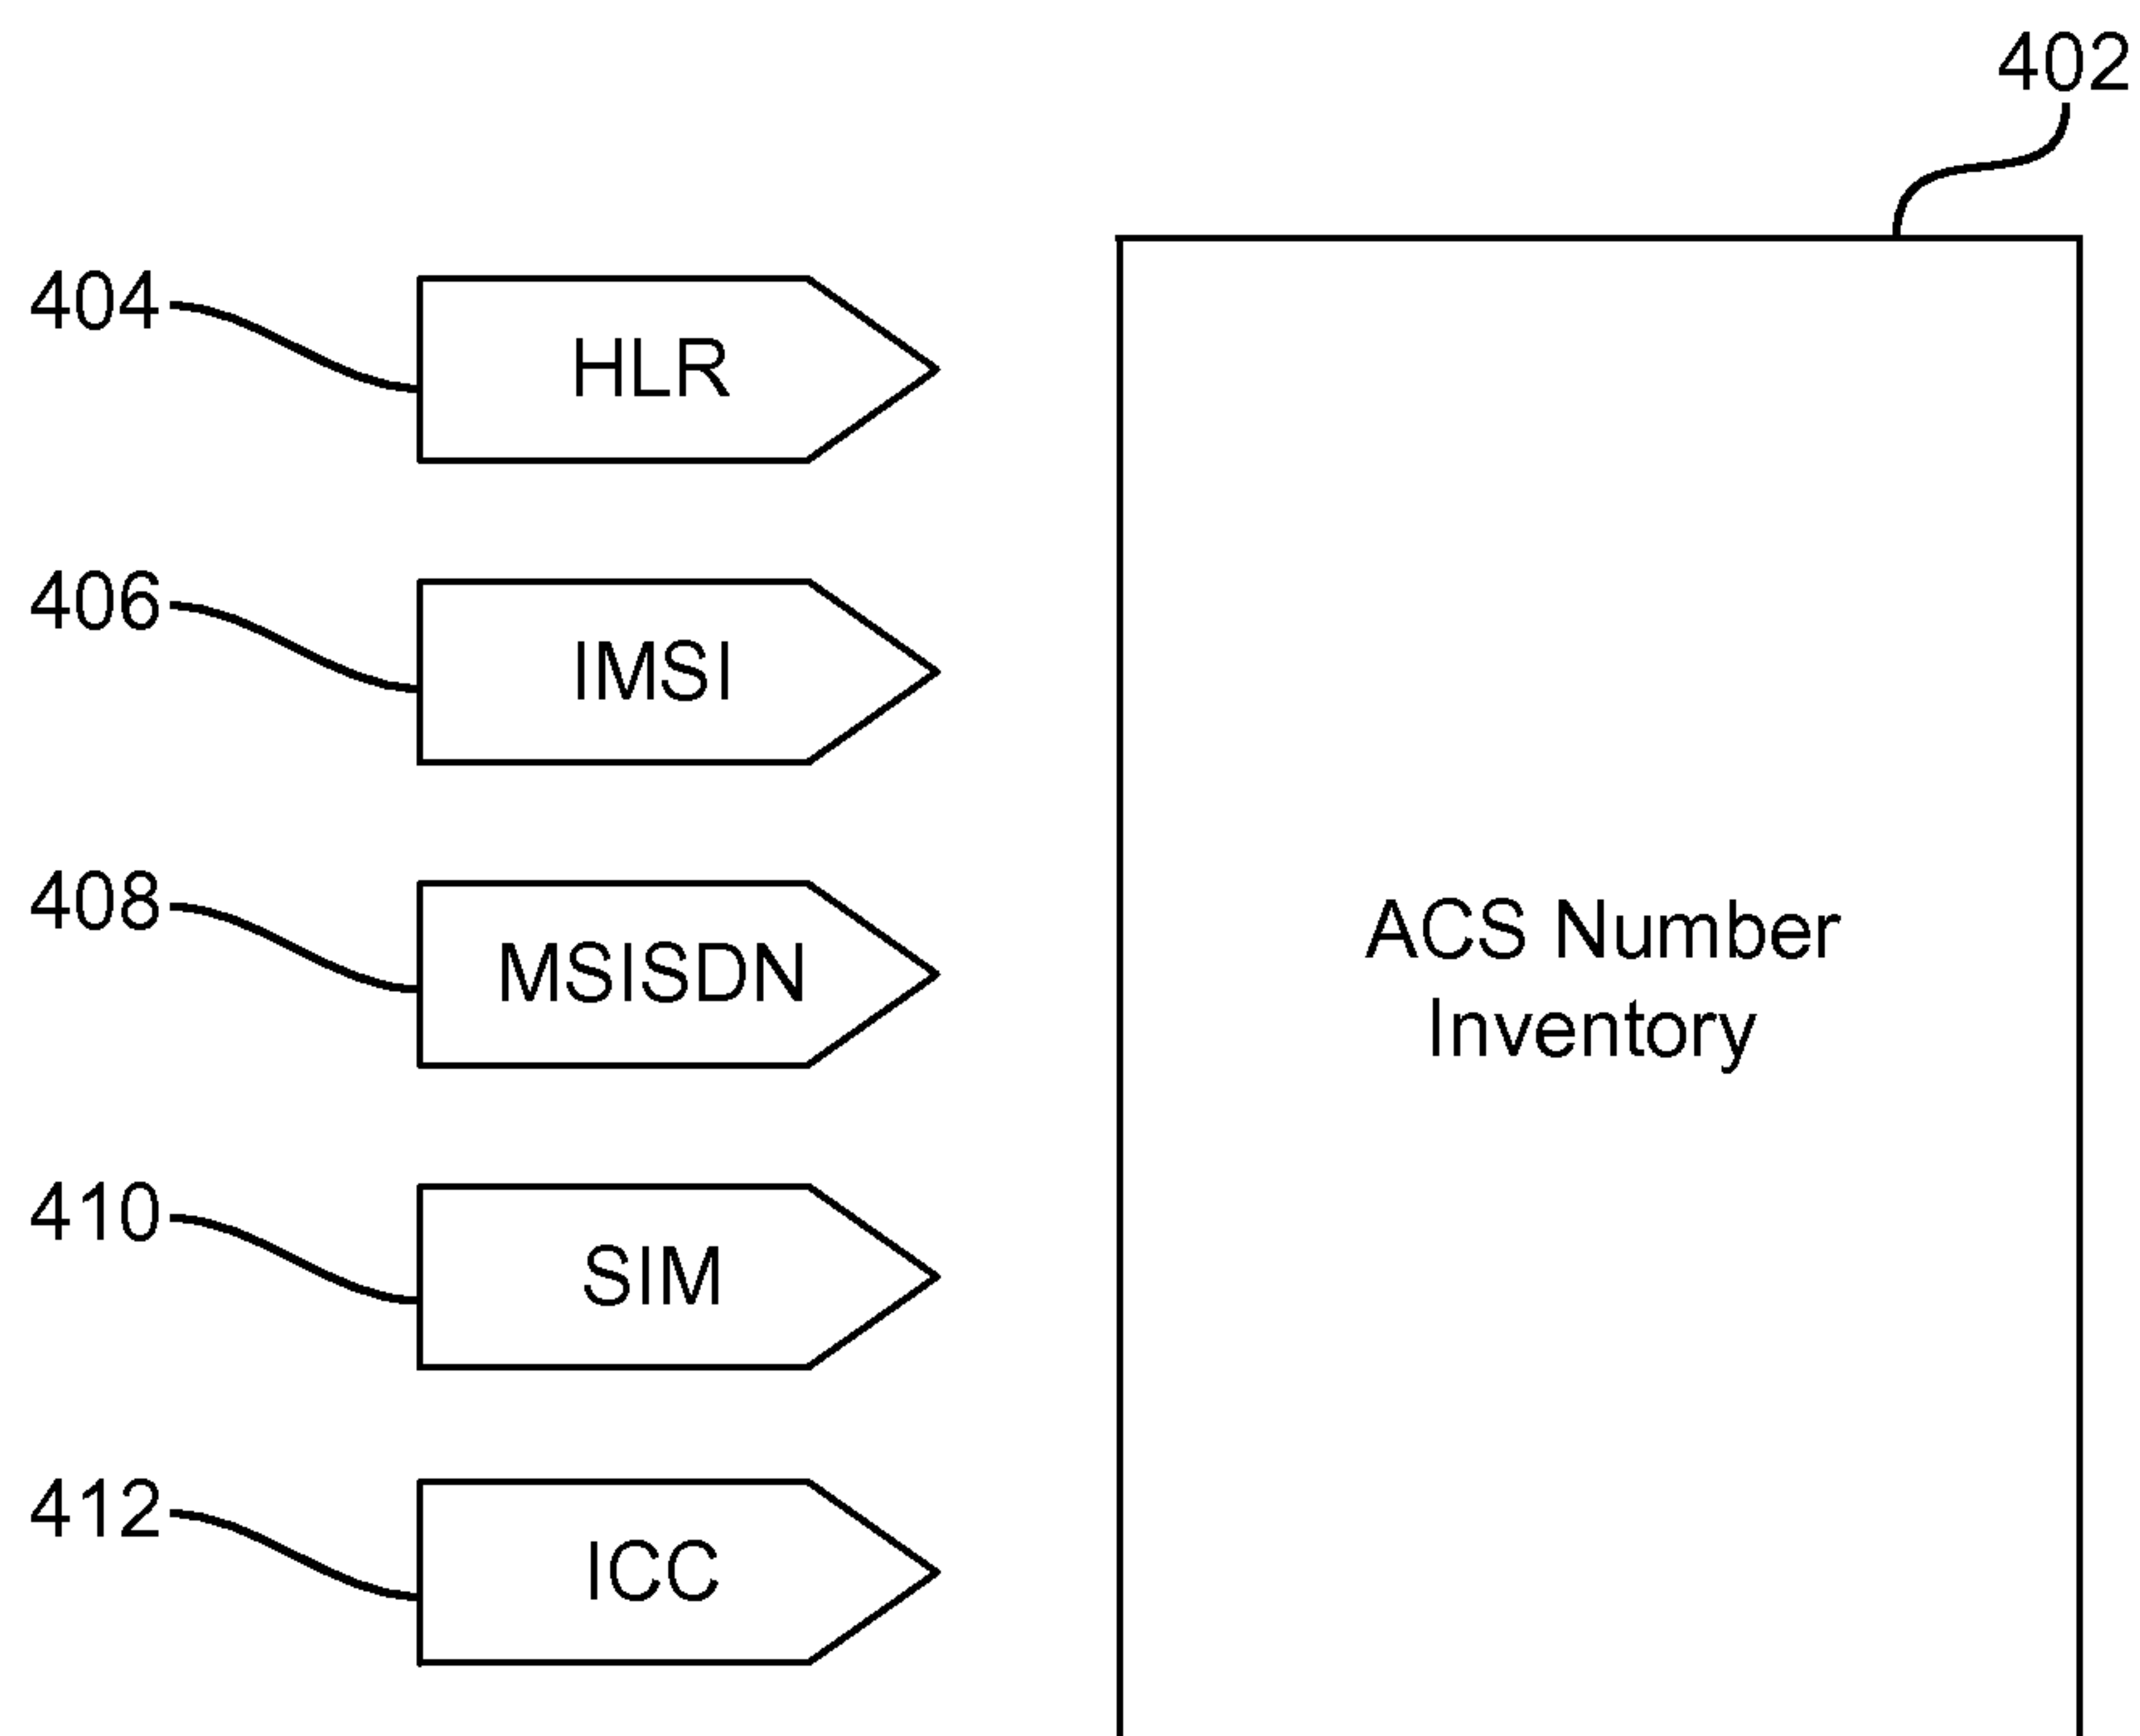 402
404
HLR
406
IMSI
408
MSISDN
ACS Number
Inventory
410
SIM
412
ICC